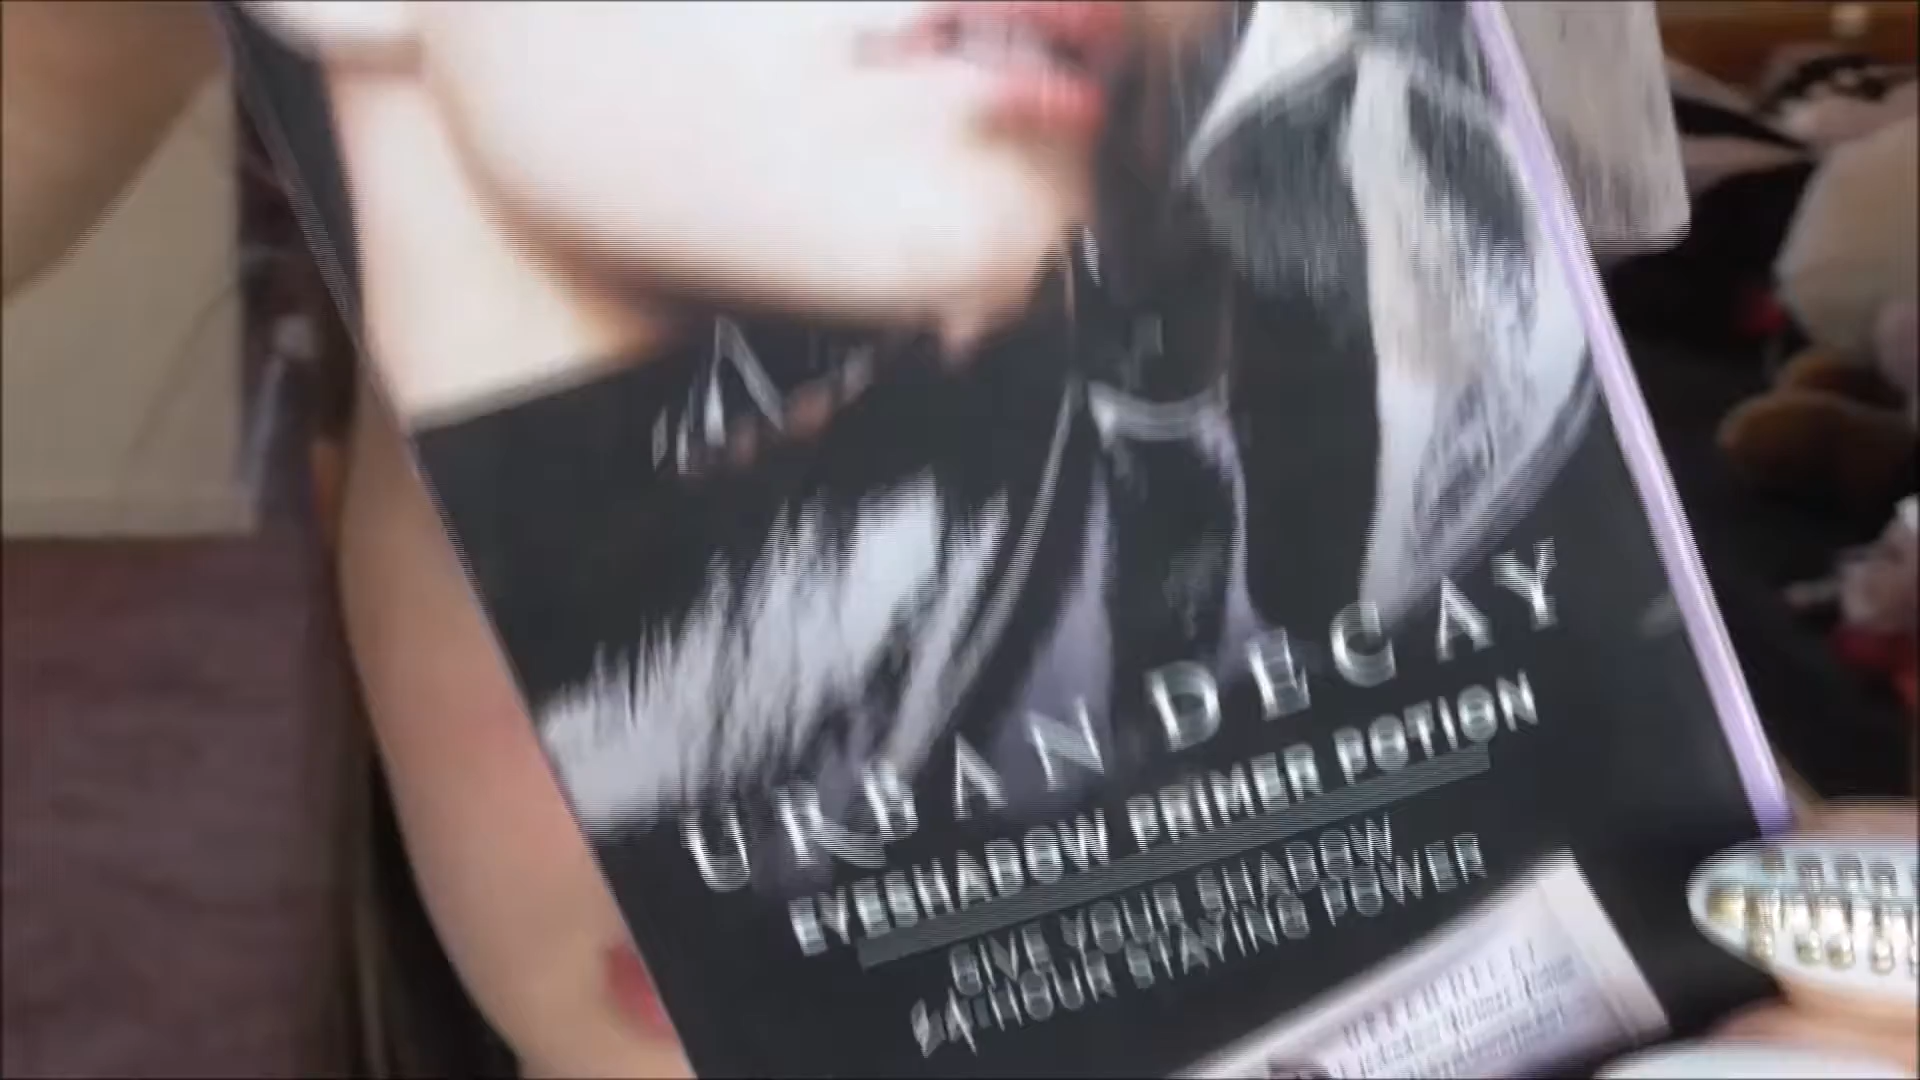 URBAN DECAY
EYESHADOW PRIMER POTION
GIVE YOUR SHADOW
24 HOUR STAYING POWER